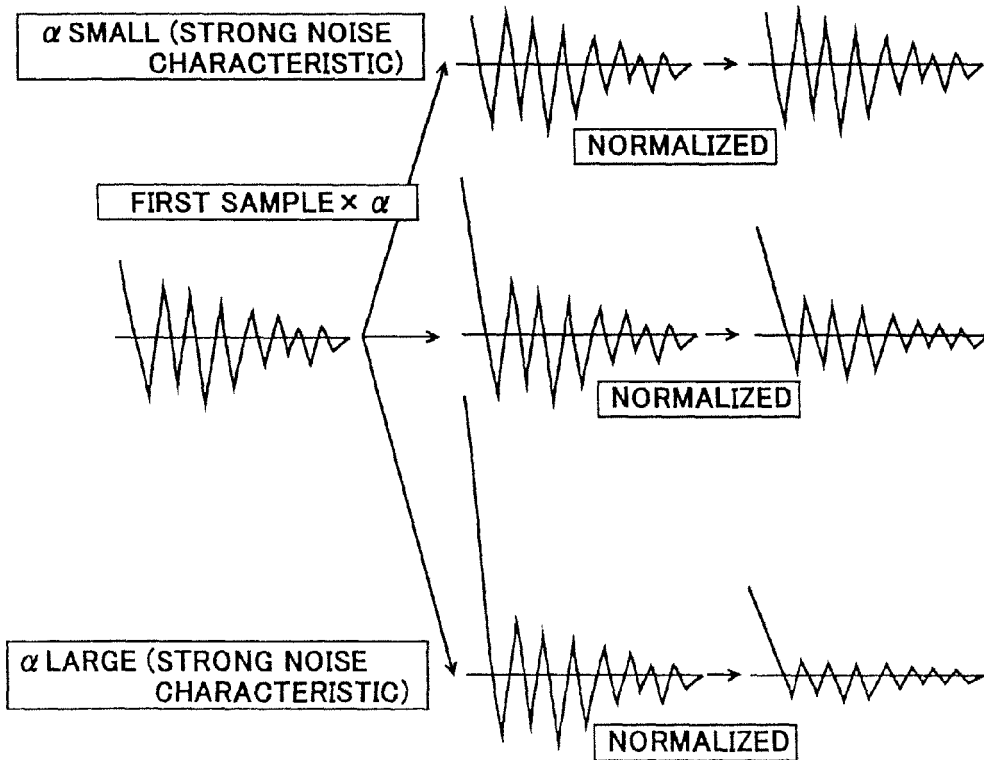 α SMALL (STRONG NOISE
CHARACTERISTIC)
NORMALIZED
FIRST SAMPLE × α
NORMALIZED
α LARGE (STRONG NOISE
CHARACTERISTIC)
NORMALIZED